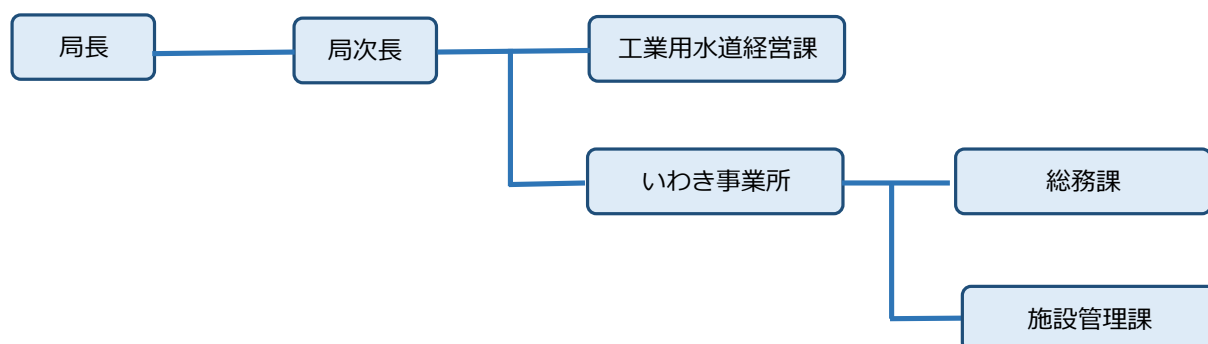 局長
局次長
工業用水道経営課
いわき事業所
総務課
施設管理課